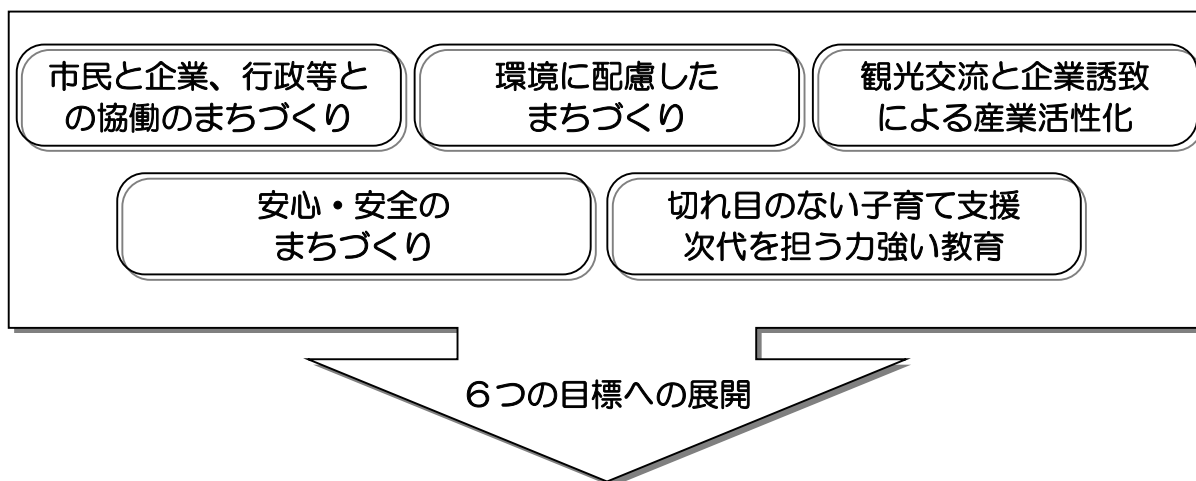 市民と企業、行政等と
の協働のまちづくり
環境に配慮した
まちづくり
観光交流と企業誘致
による産業活性化
安心・安全の
まちづくり
切れ目のない子育て支援
次代を担う力強い教育
６つの目標への展開